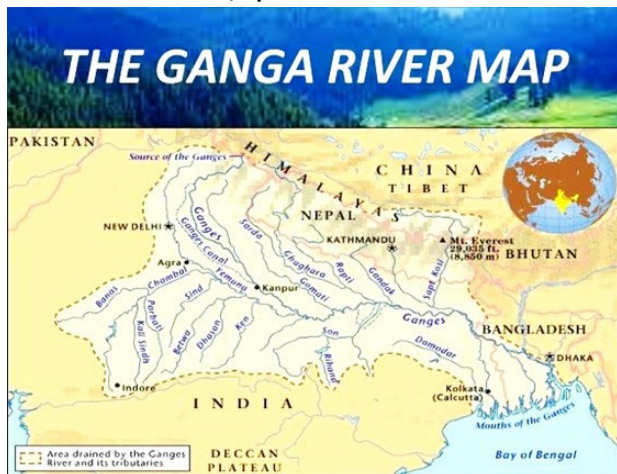 THE GANGA RIVER MAP
PAKISTAN
Source of the Ganges
HIMALAYAS
CHINA
TIBET
NEW DELHI
Ganges
Ganges Canal
Sarda
NEPAL
KATHMANDU
Mt. Everest
29,035 ft.
(8,850 m)
BHUTAN
Agra
Yemuna
Kanpur
Ghaghara
Gomati
Rapti
Gandak
Sapt Kosi
Banas
Chambal
Sind
Parbati
Kali Sindh
Betwa
Dhasan
Ken
Son
Rihand
Ganges
Damodar
BANGLADESH
DHAKA
Indore
Kolkata
(Calcutta)
Mouths of the Ganges
INDIA
Area drained by the Ganges
River and its tributaries
DECCAN
PLATEAU
Bay of Bengal